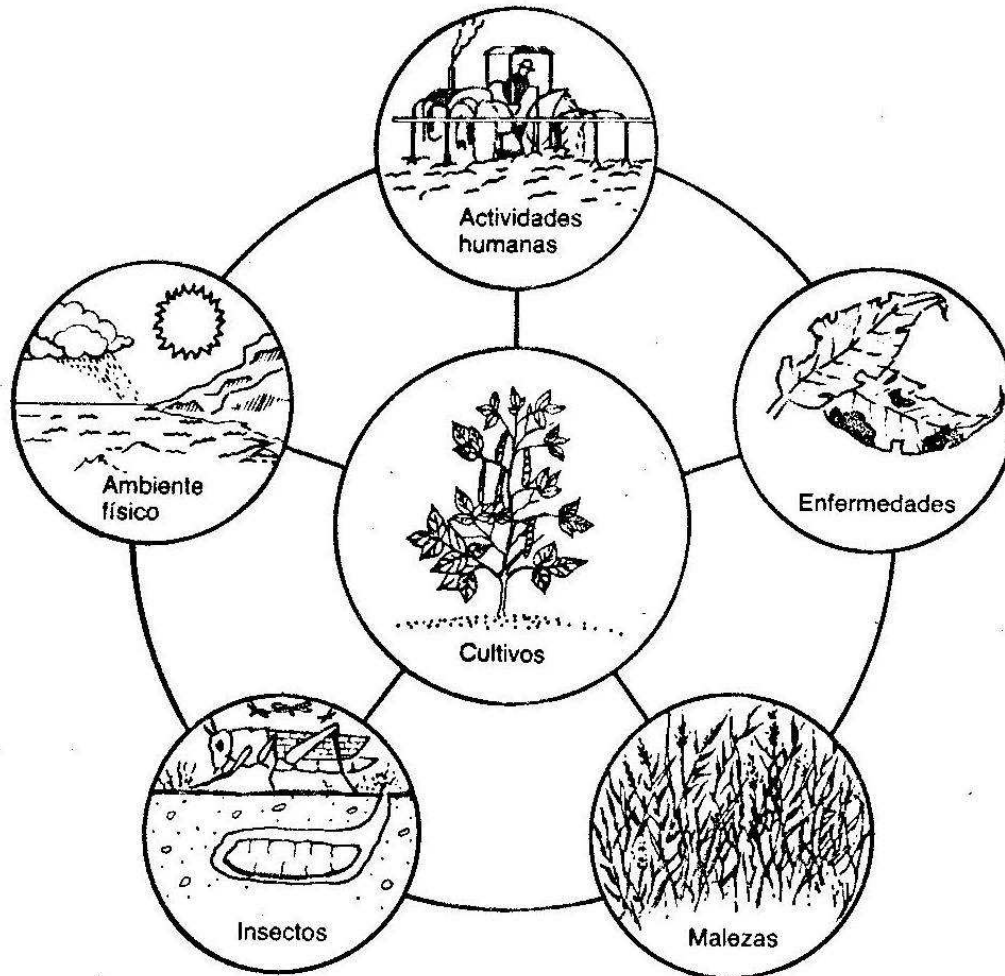 Actividades
humanas
Ambiente
físico
Enfermedades
Cultivos
Insectos
Malezas